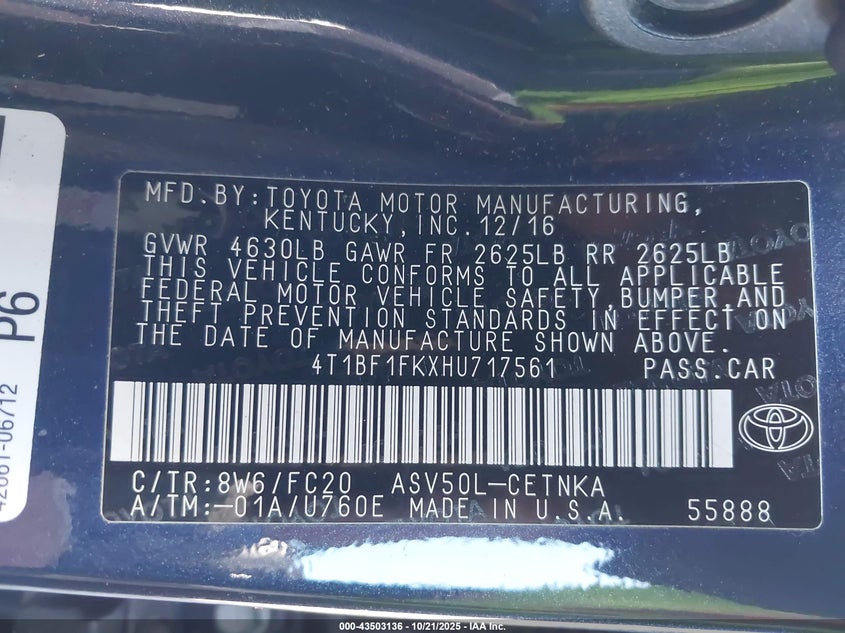 MFD. BY: TOYOTA MOTOR MANUFACTURING,
KENTUCKY, INC. 12/16
GVWR 4630LB GAWR FR 2625LB RR 2625LB
THIS VEHICLE CONFORMS TO ALL APPLICABLE
FEDERAL MOTOR VEHICLE SAFETY, BUMPER, AND
THEFT PREVENTION STANDARDS IN EFFECT ON
THE DATE OF MANUFACTURE SHOWN ABOVE.
4T1BF1FKXHU717561 PASS. CAR
C/TR: 8W6/FC20 ASV50L-CETNKA
A/TM: -01A/U760E MADE IN U.S.A. 55888
P6
000-43503136 - 10/21/2025 - IAA Inc.